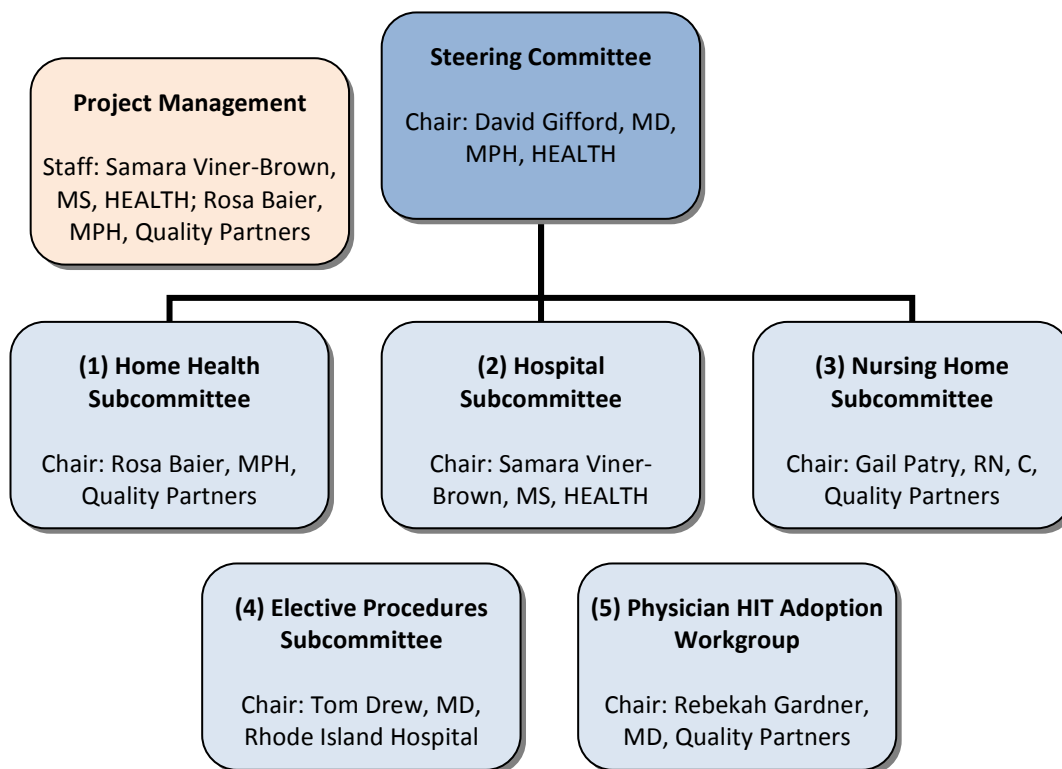 Steering Committee
Chair: David Gifford, MD,
MPH, HEALTH
Project Management
Staff: Samara Viner-Brown,
MS, HEALTH; Rosa Baier,
MPH, Quality Partners
(1) Home Health
Subcommittee
Chair: Rosa Baier, MPH,
Quality Partners
(2) Hospital
Subcommittee
Chair: Samara Viner-
Brown, MS, HEALTH
(3) Nursing Home
Subcommittee
Chair: Gail Patry, RN, C,
Quality Partners
(4) Elective Procedures
Subcommittee
Chair: Tom Drew, MD,
Rhode Island Hospital
(5) Physician HIT Adoption
Workgroup
Chair: Rebekah Gardner,
MD, Quality Partners